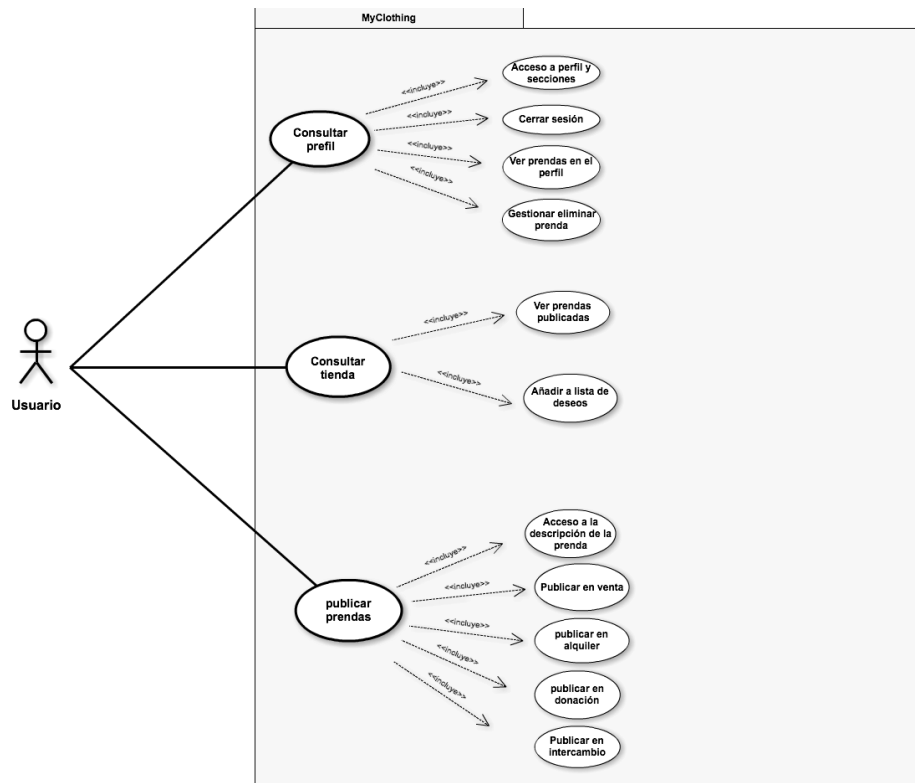 MyClothing
Acceso a perfil y
secciones
<<incluye>>
<<incluye>>
Cerrar sesión
Consultar
prefil
<<incluye>>
Ver prendas en el
perfil
<<incluye>>
Gestionar eliminar
prenda
Ver prendas
publicadas
<<incluye>>
Usuario
Consultar
tienda
<<incluye>>
Añadir a lista de
deseos
Acceso a la
descripción de la
prenda
<<incluye>>
<<incluye>>
Publicar en venta
publicar
prendas
<<incluye>>
publicar en
alquiler
<<incluye>>
publicar en
donación
<<incluye>>
Publicar en
intercambio